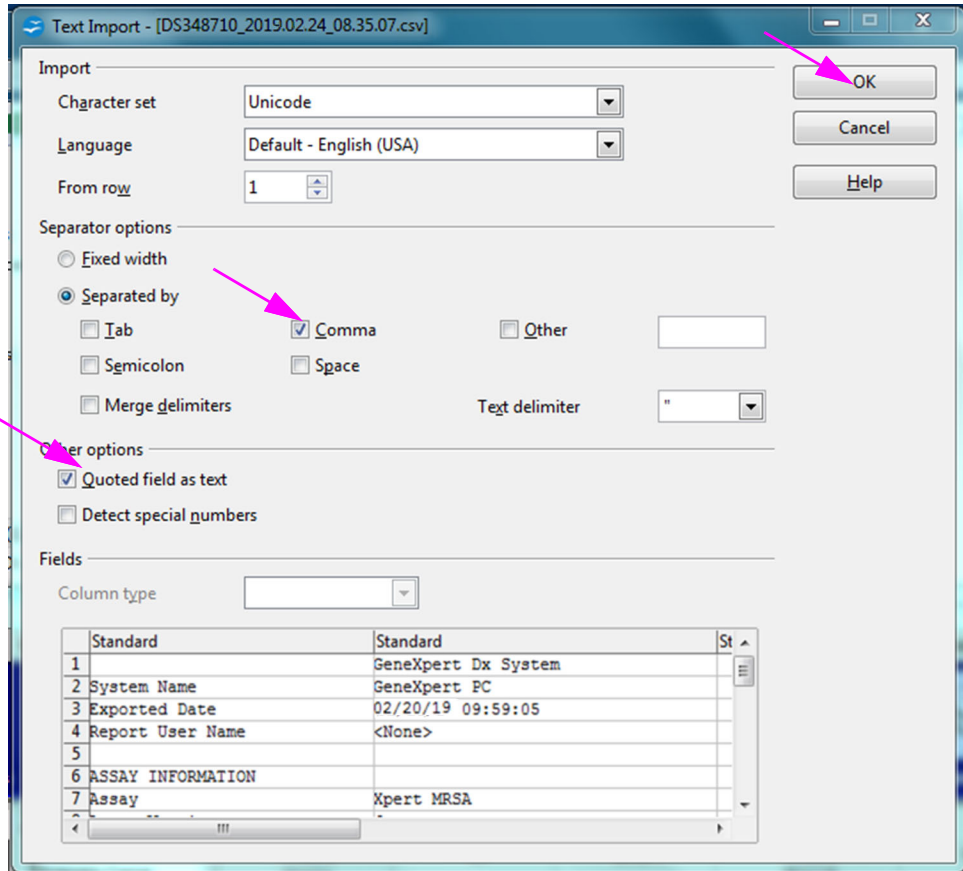 Text Import - [DS348710_2019.02.24_08.35.07.csv]
Import
OK
Character set Unicode
Cancel
Language Default - English (USA)
From row 1
Help
Separator options
Fixed width
Separated by
Tab Comma Other
Semicolon Space
Merge delimiters Text delimiter "
options
Quoted field as text
Detect special numbers
Fields
Column type
Standard Standard St
1 GeneXpert Dx System
2 System Name GeneXpert PC
3 Exported Date 02/20/19 09:59:05
4 Report User Name <None>
5
6 ASSAY INFORMATION
7 Assay Xpert MRSA